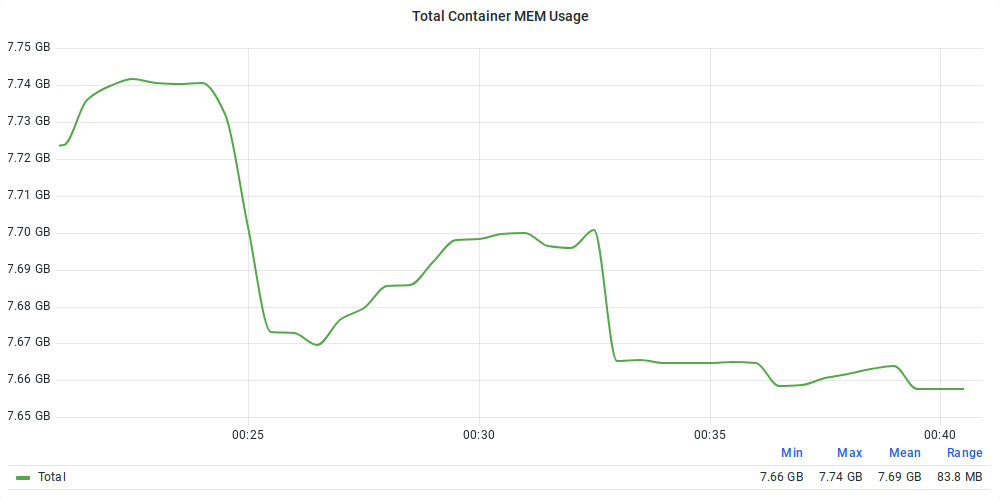 Total Container MEM Usage
7.75 GB
7.74 GB
7.73 GB
7.72 GB
7.71 GB
7.70 GB
7.69 GB
7.68 GB
7.67 GB
7.66 GB
7.65 GB
00:25 00:30 00:35 00:40
Min Max Mean Range
Total 7.66 GB 7.74 GB 7.69 GB 83.8 MB